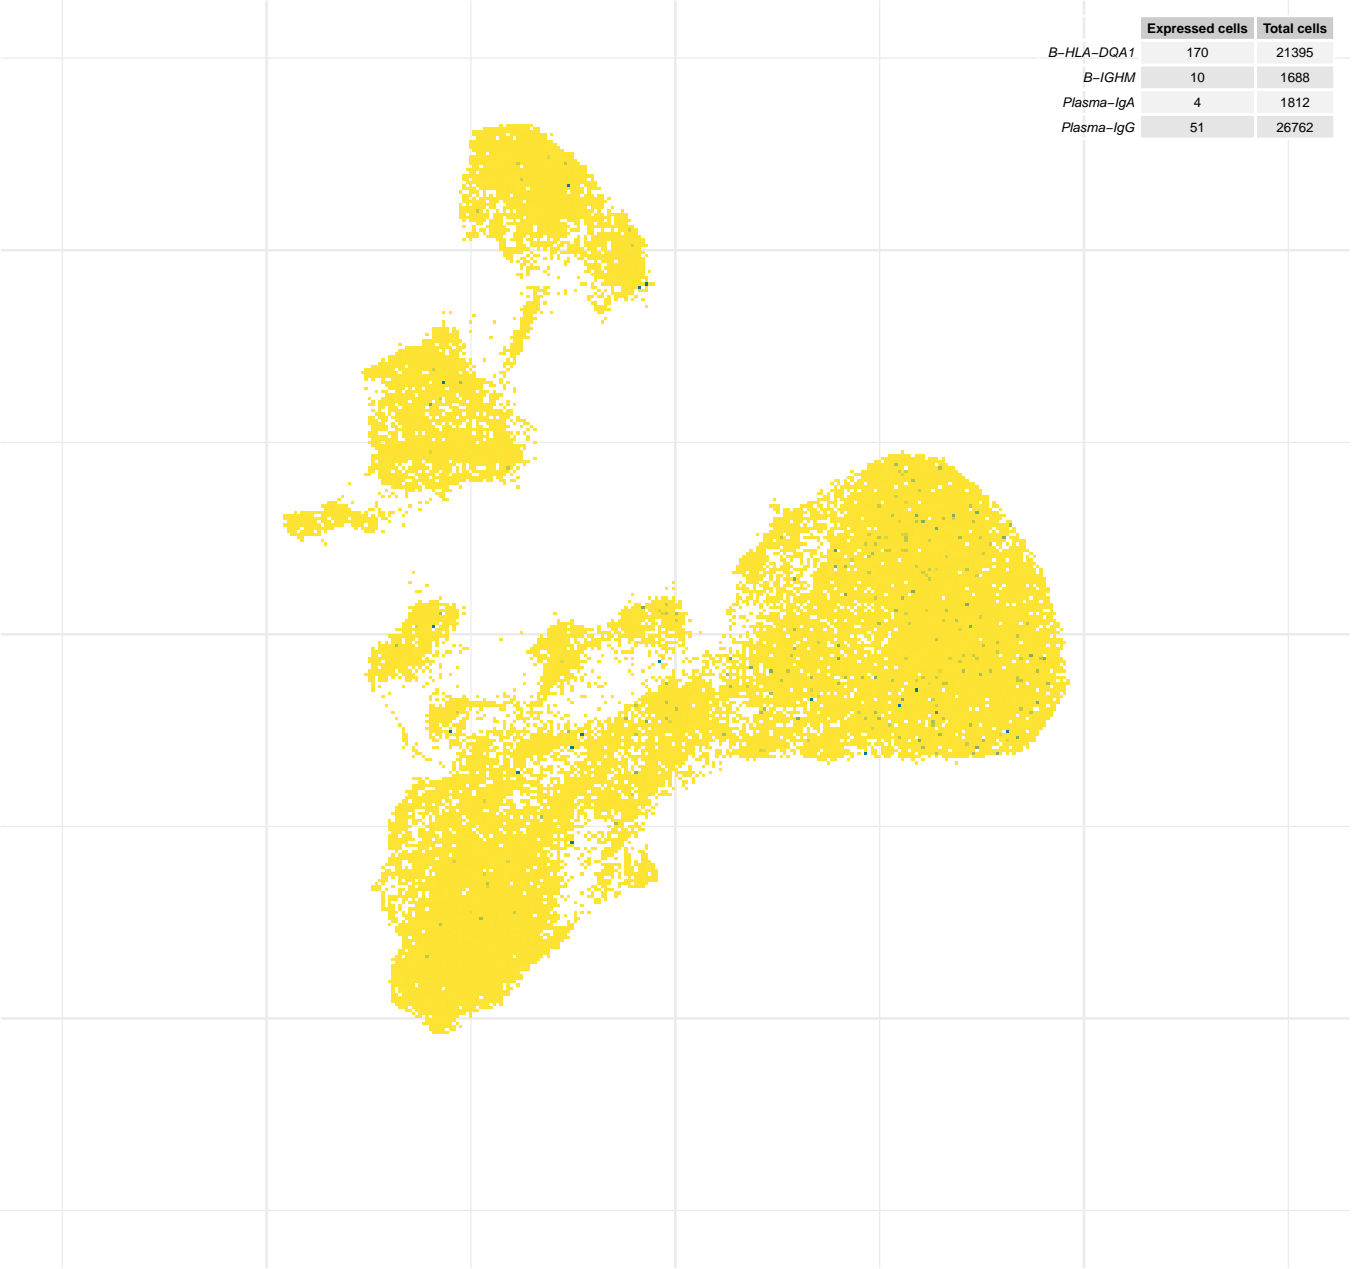 Expressed cells Total cells
B−HLA−DQA1 170 21395
B−IGHM 10 1688
Plasma−IgA 4 1812
Plasma−IgG 51 26762